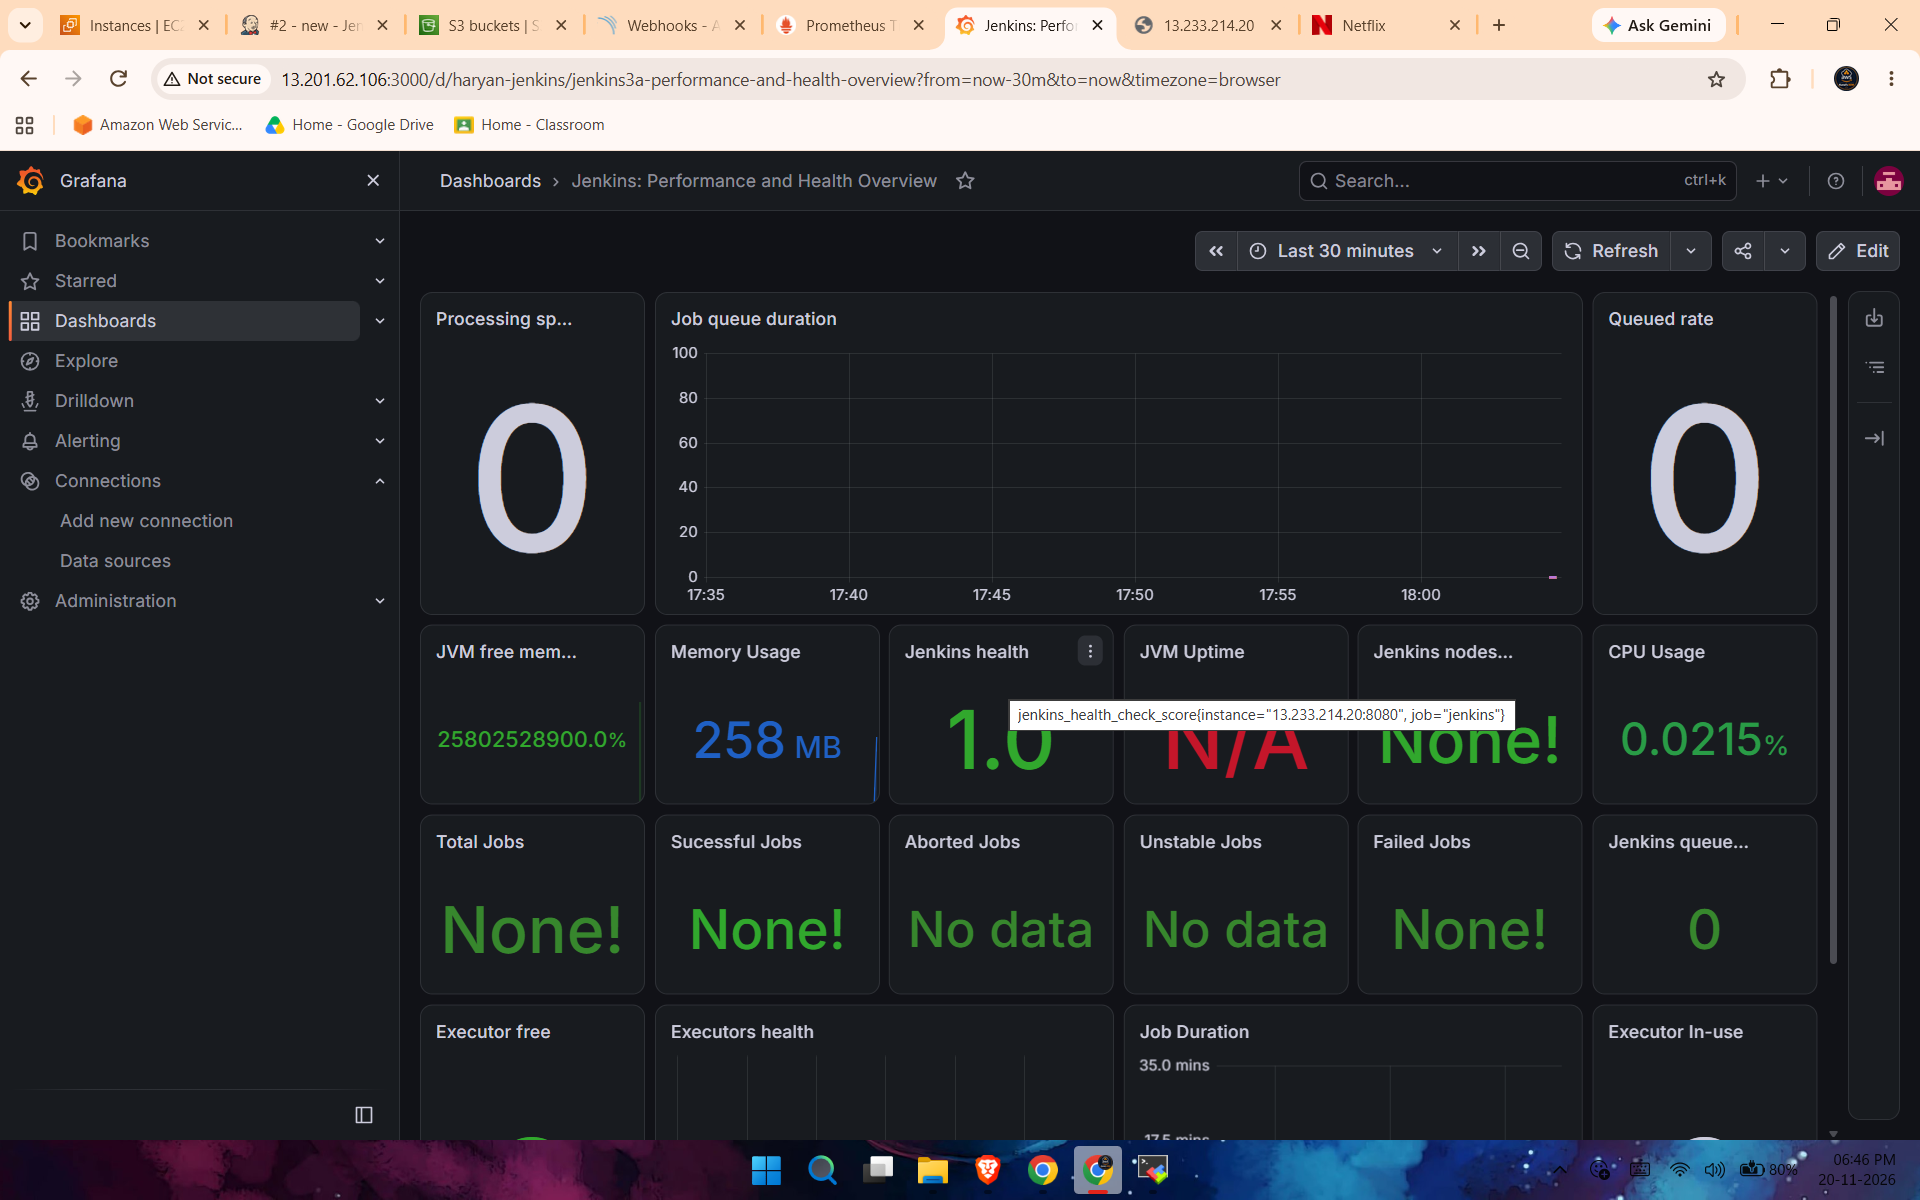 Instances | EC
#2 - new - Jen
S3 buckets | S
Webhooks - A
Prometheus T
Jenkins: Perfo
13.233.214.20
Netflix
Ask Gemini
Not secure
13.201.62.106:3000/d/haryan-jenkins/jenkins3a-performance-and-health-overview?from=now-30m&to=now&timezone=browser
Amazon Web Servic...
Home - Google Drive
Home - Classroom
Grafana
Dashboards › Jenkins: Performance and Health Overview
Search...
ctrl+k
Bookmarks
Starred
Dashboards
Explore
Drilldown
Alerting
Connections
Add new connection
Data sources
Administration
Last 30 minutes
Refresh
Edit
Processing sp...
0
Job queue duration
100
80
60
40
20
0
17:35
17:40
17:45
17:50
17:55
18:00
Queued rate
0
JVM free mem...
25802528900.0%
Memory Usage
258 MB
Jenkins health
1.0
jenkins_health_check_score{instance="13.233.214.20:8080", job="jenkins"}
JVM Uptime
N/A
Jenkins nodes...
None!
CPU Usage
0.0215%
Total Jobs
None!
Sucessful Jobs
None!
Aborted Jobs
No data
Unstable Jobs
No data
Failed Jobs
None!
Jenkins queue...
0
Executor free
Executors health
Job Duration
35.0 mins
17.5 mins
Executor In-use
80%
06:46 PM
20-11-2026